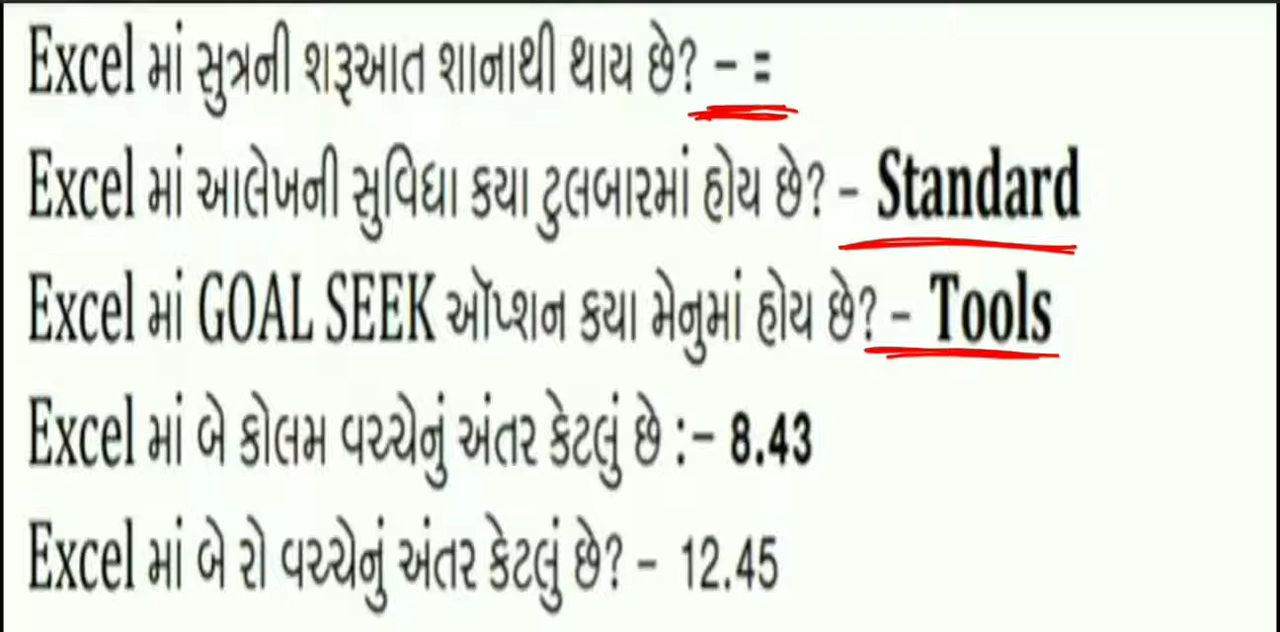 Excel માં સુત્રની શરૂઆત શાનાથી થાય છે? – =
Excel માં આલેખની સુવિધા કયા ટુલબારમાં હોય છે? – Standard
Excel માં GOAL SEEK ઓપ્શન કયા મેનુમાં હોય છે? – Tools
Excel માં બે કોલમ વચ્ચેનું અંતર કેટલું છે :– 8.43
Excel માં બે રો વચ્ચેનું અંતર કેટલું છે? – 12.45